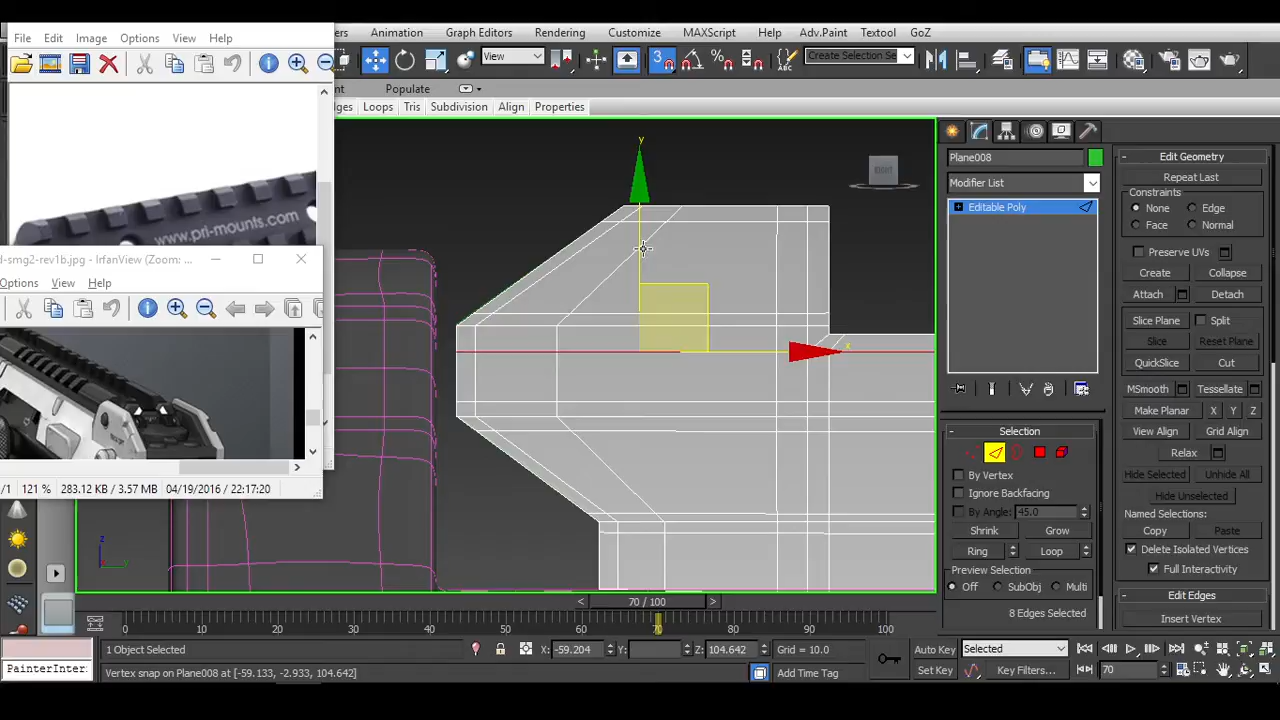 File Edit Image Options View Help
Animation Graph Editors Rendering Customize MAXScript Help Adv.Paint Textool GoZ
View
3
Create Selection Se
Populate
Loops Tris Subdivision Align Properties
www.pri-mounts.com
d-smg2-rev1b.jpg - IrfanView (Zoom: ...
Options View Help
/1 121 % 283.12 KB / 3.57 MB 04/19/2016 / 22:17:20
y
x
z
Plane008
Modifier List
Editable Poly
Selection
By Vertex
Ignore Backfacing
By Angle: 45.0
Shrink Grow
Ring Loop
Preview Selection
Off SubObj Multi
8 Edges Selected
Edit Geometry
Repeat Last
Constraints
None Edge
Face Normal
Preserve UVs
Create Collapse
Attach Detach
Slice Plane Split
Slice Reset Plane
QuickSlice Cut
MSmooth Tessellate
Make Planar X Y Z
View Align Grid Align
Relax
Hide Selected Unhide All
Hide Unselected
Named Selections:
Copy Paste
Delete Isolated Vertices
Full Interactivity
Edit Edges
Insert Vertex
< 70 / 100 >
0 10 20 30 40 50 60 70 80 90 100
1 Object Selected
X: -59.204 Y: Z: 104.642 Grid = 10.0
Auto Key Selected
PainterInter
Vertex snap on Plane008 at [-59.133, -2.933, 104.642]
Add Time Tag
Set Key Key Filters... 70